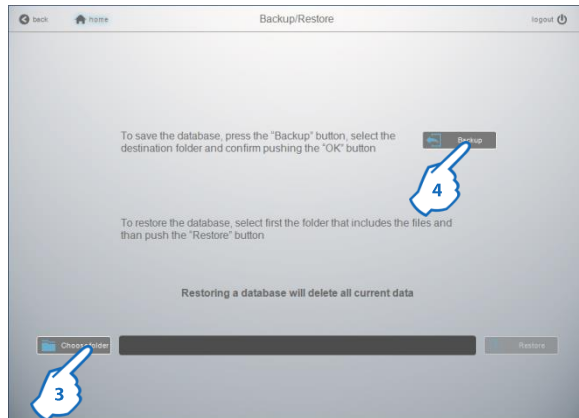 back home Backup/Restore logout
To save the database, press the "Backup" button, select the
destination folder and confirm pushing the "OK" button
Backup
4
To restore the database, select first the folder that includes the files and
than push the "Restore" button
Restoring a database will delete all current data
Choose folder
Restore
3